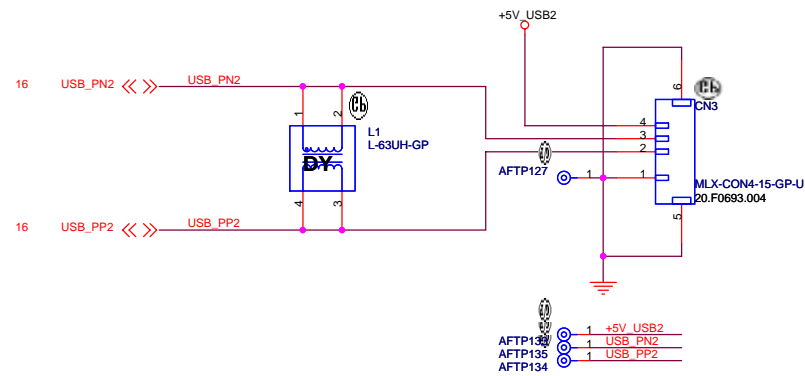 +5V_USB2
16 USB_PN2 USB_PN2
1 2
L1
L-63UH-GP
DY
4 3
16 USB_PP2 USB_PP2
6
CN3
4
3
2
1
AFTP127 1
MLX-CON4-15-GP-U
20.F0693.004
5
1 +5V_USB2
AFTP135 1 USB_PN2
AFTP134 1 USB_PP2